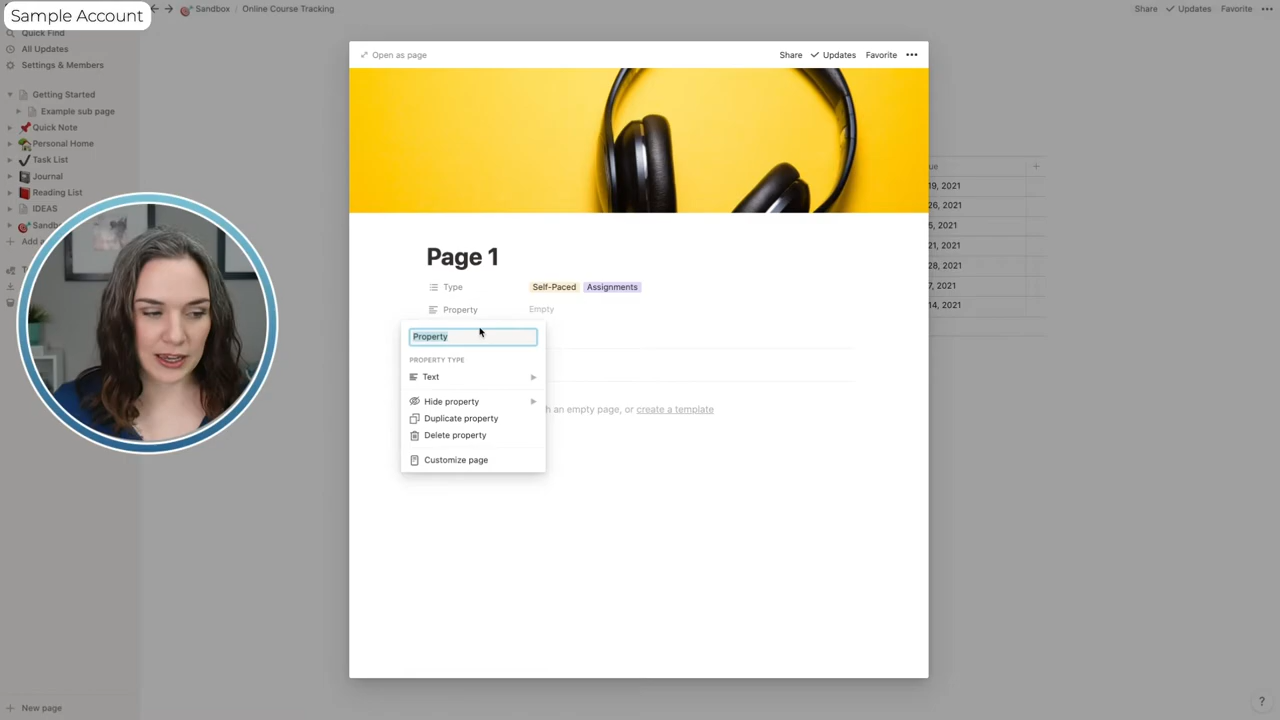 Sample Account
Sandbox Online Course Tracking
Share Updates Favorite
Quick Find
All Updates
Settings & Members
Getting Started
Example sub page
Quick Note
Personal Home
Task List
Journal
Reading List
IDEAS
New page
Open as page
Share Updates Favorite
Page 1
Type Self-Paced Assignments
Property Empty
Property
PROPERTY TYPE
Text
Hide property
Duplicate property
Delete property
Customize page
h an empty page, or create a template
ue
19, 2021
26, 2021
5, 2021
21, 2021
28, 2021
7, 2021
14, 2021
?